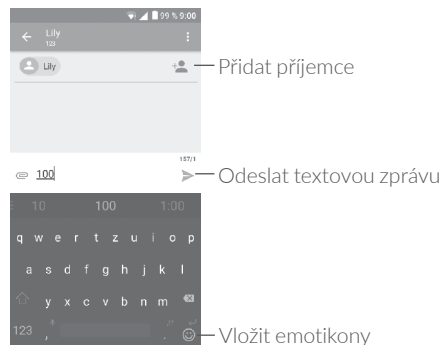 99 % 9:00
Lily
123
Lily
Přidat příjemce
157/1
100
Odeslat textovou zprávu
10 100 1:00
q w e r t z u i o p
a s d f g h j k l
y x c v b n m
123 , .
Vložit emotikony